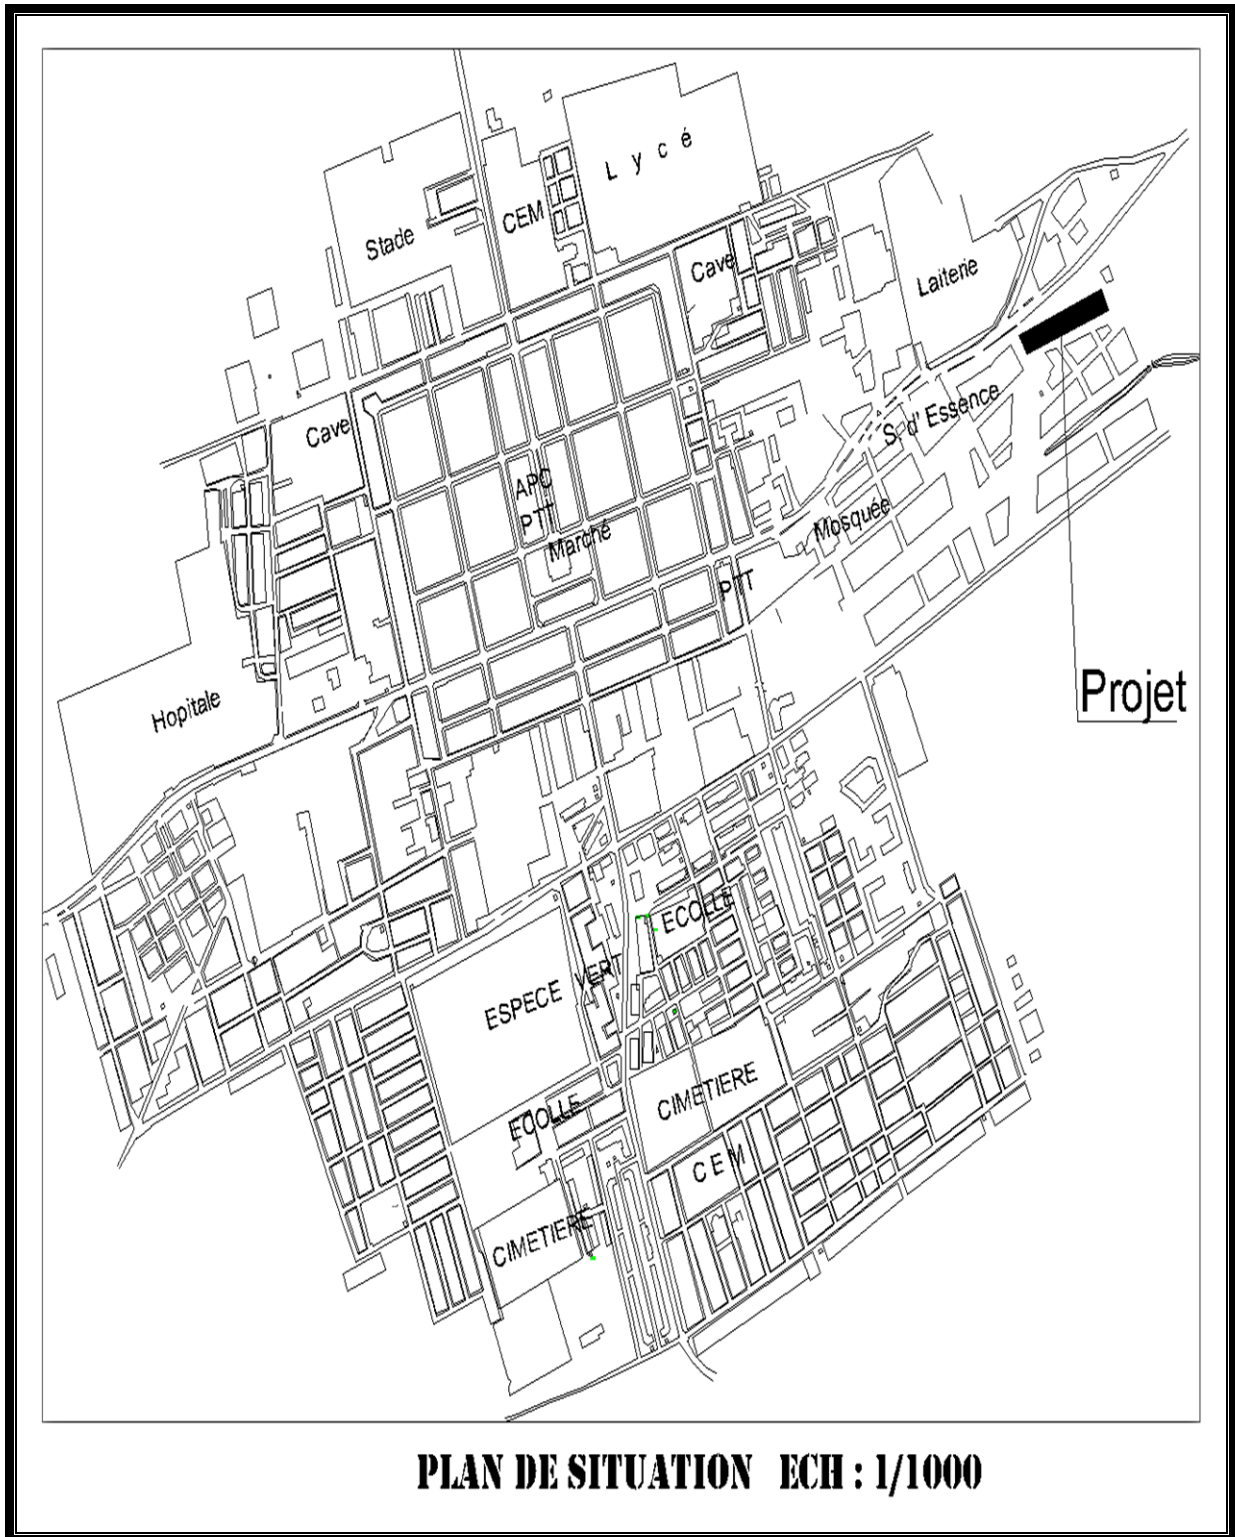 L y c é
CEM
Stade
Cave
Laiterie
S. d' Essence
Cave
APC
PTT
Marché
Mosquée
PTT
Projet
Hopitale
ECOLLE
ESPECE VERT
CIMETIERE
ECOLLE
C E M
CIMETIERE
PLAN DE SITUATION ECH : 1/1000